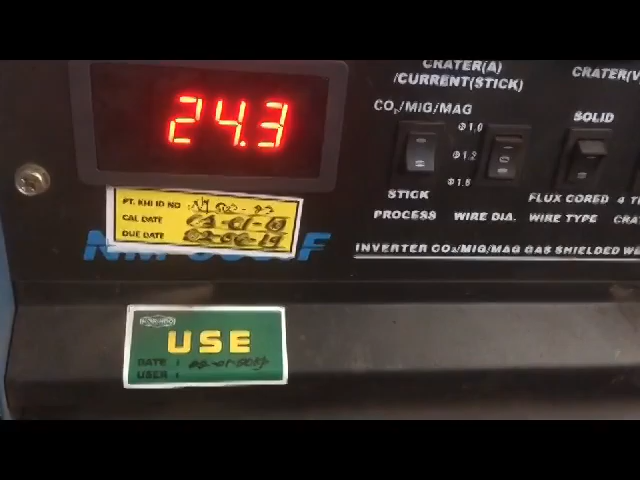 CRATER(A)
/CURRENT(STICK)
CRATER(V
24.3
CO₂/MIG/MAG
SOLID
Φ1.0
Φ1.2
Φ1.6
STICK
PROCESS
WIRE DIA.
FLUX CORED
WIRE TYPE
4 T
CRA
PT. KHI ID NO
CAL DATE
DUE DATE
INVERTER CO₂/MIG/MAG GAS SHIELDED WE
USE
DATE :
USER :